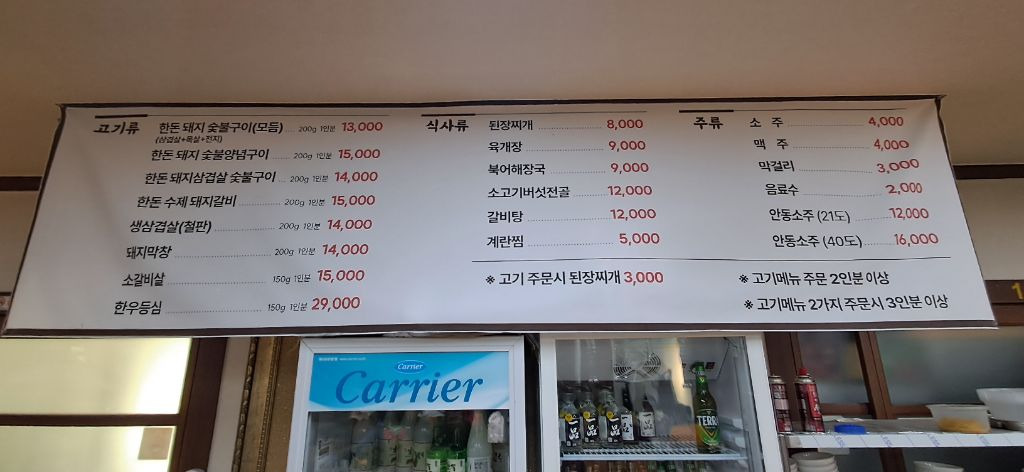 고기류
한돈 돼지 숯불구이(모듬) 200g 1인분 13,000
(삼겹살+목살+전지)
한돈 돼지 숯불양념구이 200g 1인분 15,000
한돈 돼지삼겹살 숯불구이 200g 1인분 14,000
한돈 수제 돼지갈비 200g 1인분 15,000
생삼겹살(철판) 200g 1인분 14,000
돼지막창 200g 1인분 14,000
소갈비살 150g 1인분 15,000
한우등심 150g 1인분 29,000
식사류
된장찌개 8,000
육개장 9,000
북어해장국 9,000
소고기버섯전골 12,000
갈비탕 12,000
계란찜 5,000
※ 고기 주문시 된장찌개 3,000
주류
소 주 4,000
맥 주 4,000
막걸리 3,000
음료수 2,000
안동소주 (21도) 12,000
안동소주 (40도) 16,000
※ 고기메뉴 주문 2인분 이상
※ 고기메뉴 2가지 주문시 3인분 이상
Carrier
Carrier
TERRA